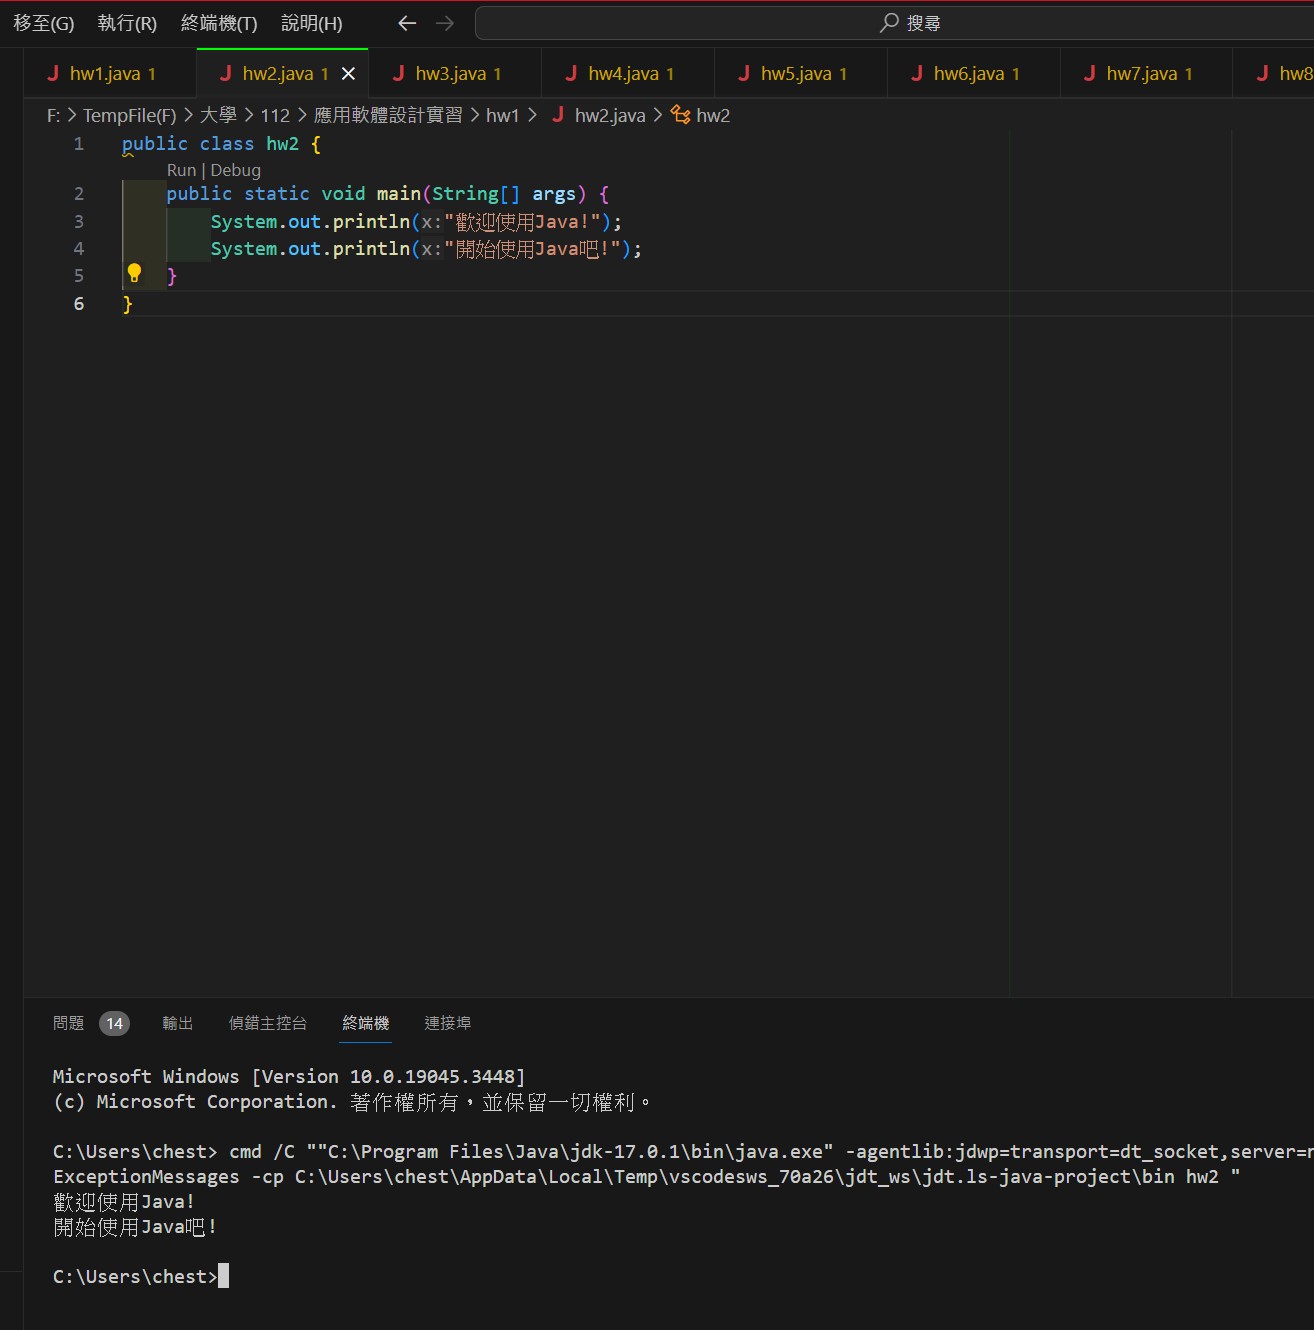 移至(G) 執行(R) 終端機(T) 說明(H) 搜尋
hw1.java 1 hw2.java 1 hw3.java 1 hw4.java 1 hw5.java 1 hw6.java 1 hw7.java 1 hw8
F: > TempFile(F) > 大學 > 112 > 應用軟體設計實習 > hw1 > J hw2.java > hw2
1 public class hw2 {
Run | Debug
2 public static void main(String[] args) {
3 System.out.println(x:"歡迎使用Java!");
4 System.out.println(x:"開始使用Java吧!");
5 }
6 }
問題 14 輸出 偵錯主控台 終端機 連接埠
Microsoft Windows [Version 10.0.19045.3448]
(c) Microsoft Corporation. 著作權所有，並保留一切權利。
C:\Users\chest> cmd /C ""C:\Program Files\Java\jdk-17.0.1\bin\java.exe" -agentlib:jdwp=transport=dt_socket,server=n
ExceptionMessages -cp C:\Users\chest\AppData\Local\Temp\vscodesws_70a26\jdt_ws\jdt.ls-java-project\bin hw2 "
歡迎使用Java!
開始使用Java吧!
C:\Users\chest>